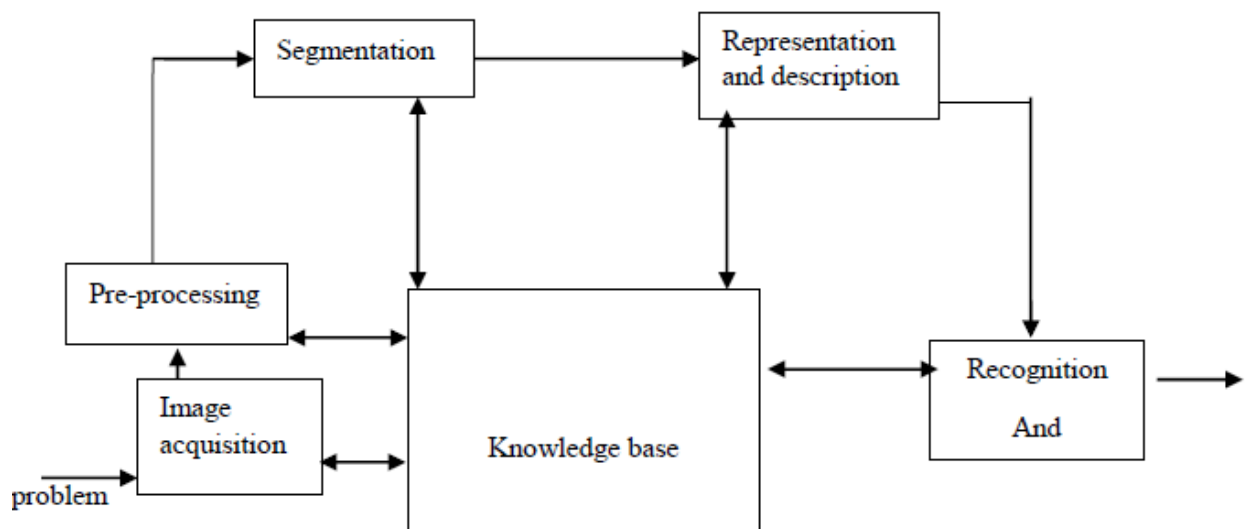 Segmentation
Representation
and description
Pre-processing
Image
acquisition
problem
Knowledge base
Recognition
And